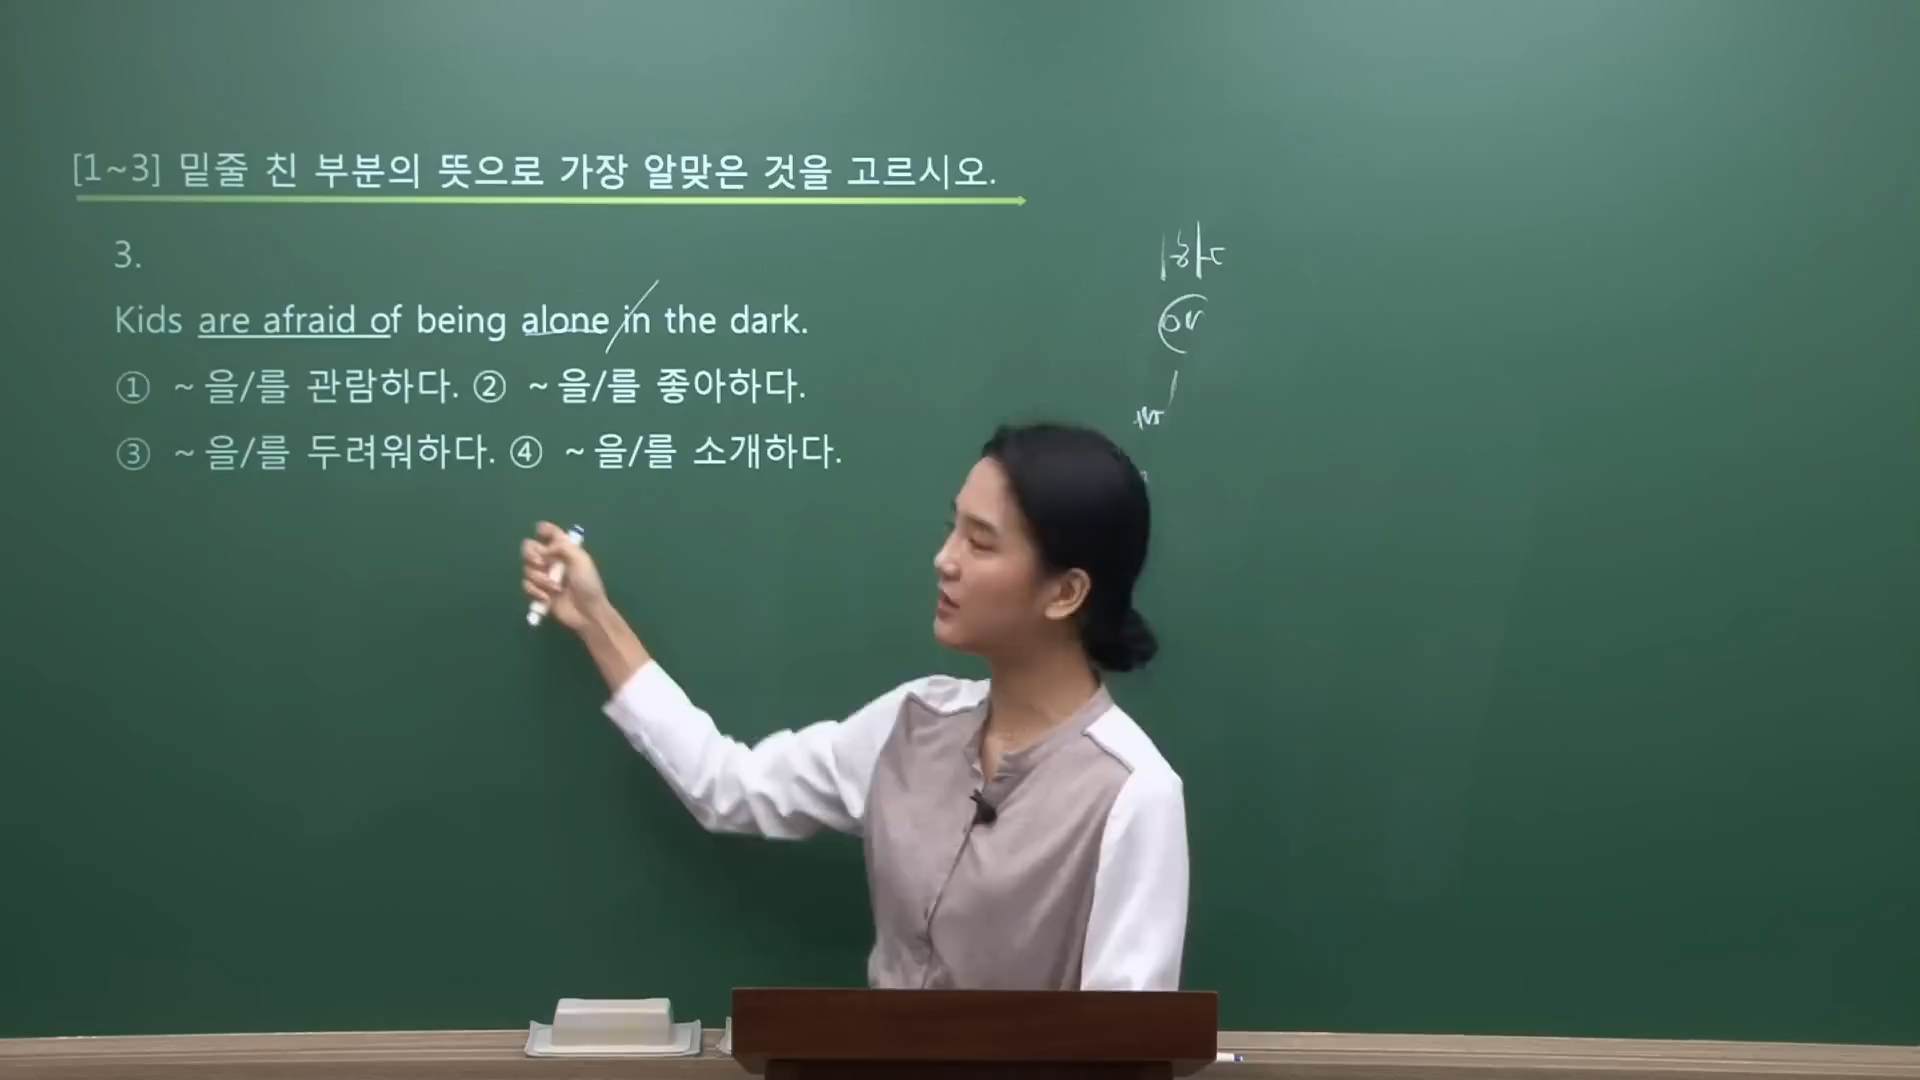 [1~3] 밑줄 친 부분의 뜻으로 가장 알맞은 것을 고르시오.
3.
Kids are afraid of being alone in the dark.
① ~을/를 관람하다. ② ~을/를 좋아하다.
③ ~을/를 두려워하다. ④ ~을/를 소개하다.